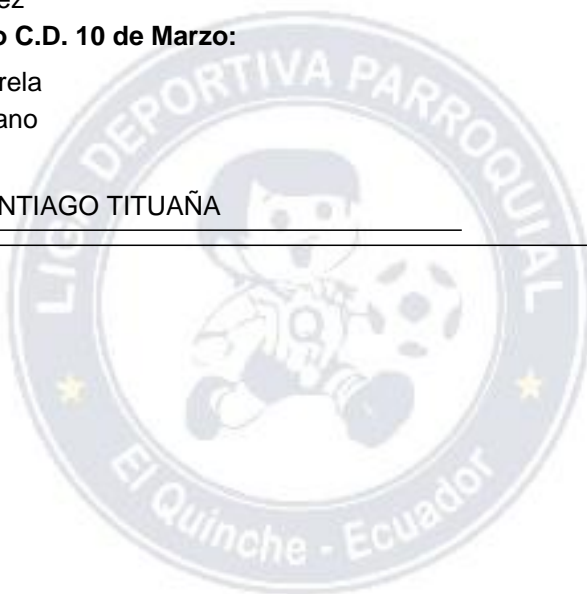 ez
o C.D. 10 de Marzo:
rela
ano
NTIAGO TITUAÑA
LIGA DEPORTIVA PARROQUIAL
Q
El Quinche - Ecuador